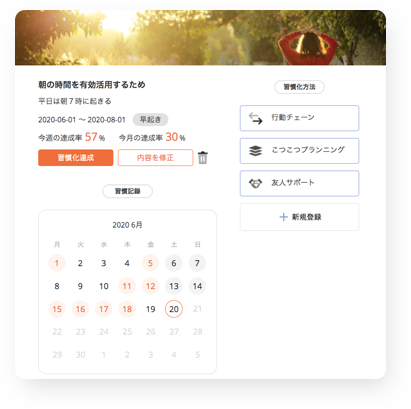 朝の時間を有効活用するため
平日は朝７時に起きる
2020-06-01 〜 2020-08-01 早起き
今週の達成率 57 % 今月の達成率 30 %
習慣化達成 内容を修正
習慣記録
2020 6月
月 火 水 木 金 土 日
1 2 3 4 5 6 7
8 9 10 11 12 13 14
15 16 17 18 19 20 21
22 23 24 25 26 27 28
29 30 1 2 3 4 5
習慣化方法
行動チェーン
こつこつプランニング
友人サポート
＋ 新規登録